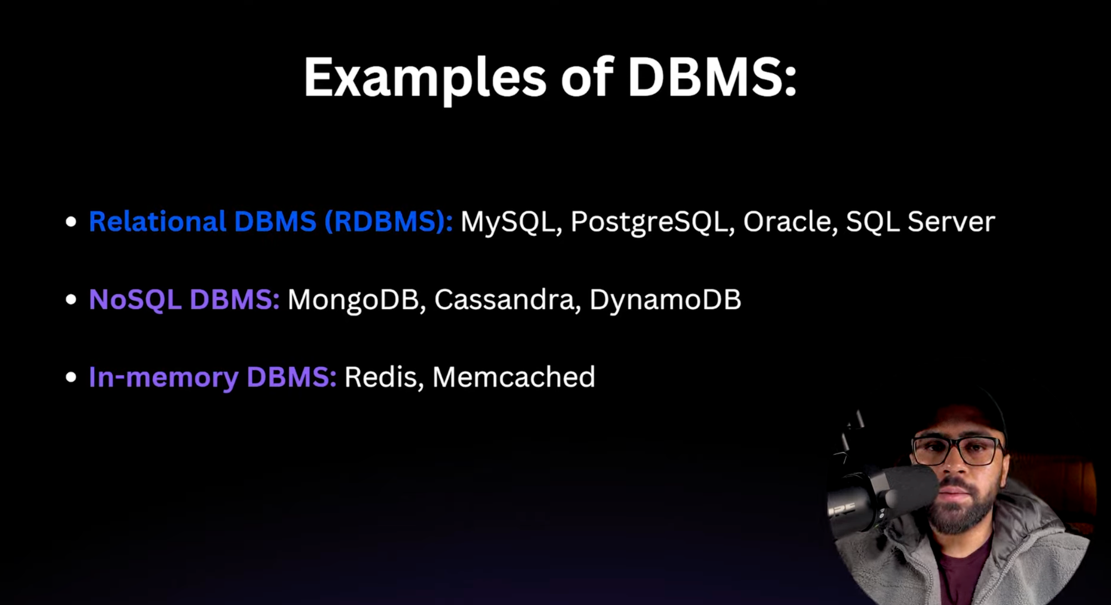 Examples of DBMS:
• Relational DBMS (RDBMS): MySQL, PostgreSQL, Oracle, SQL Server
• NoSQL DBMS: MongoDB, Cassandra, DynamoDB
• In-memory DBMS: Redis, Memcached